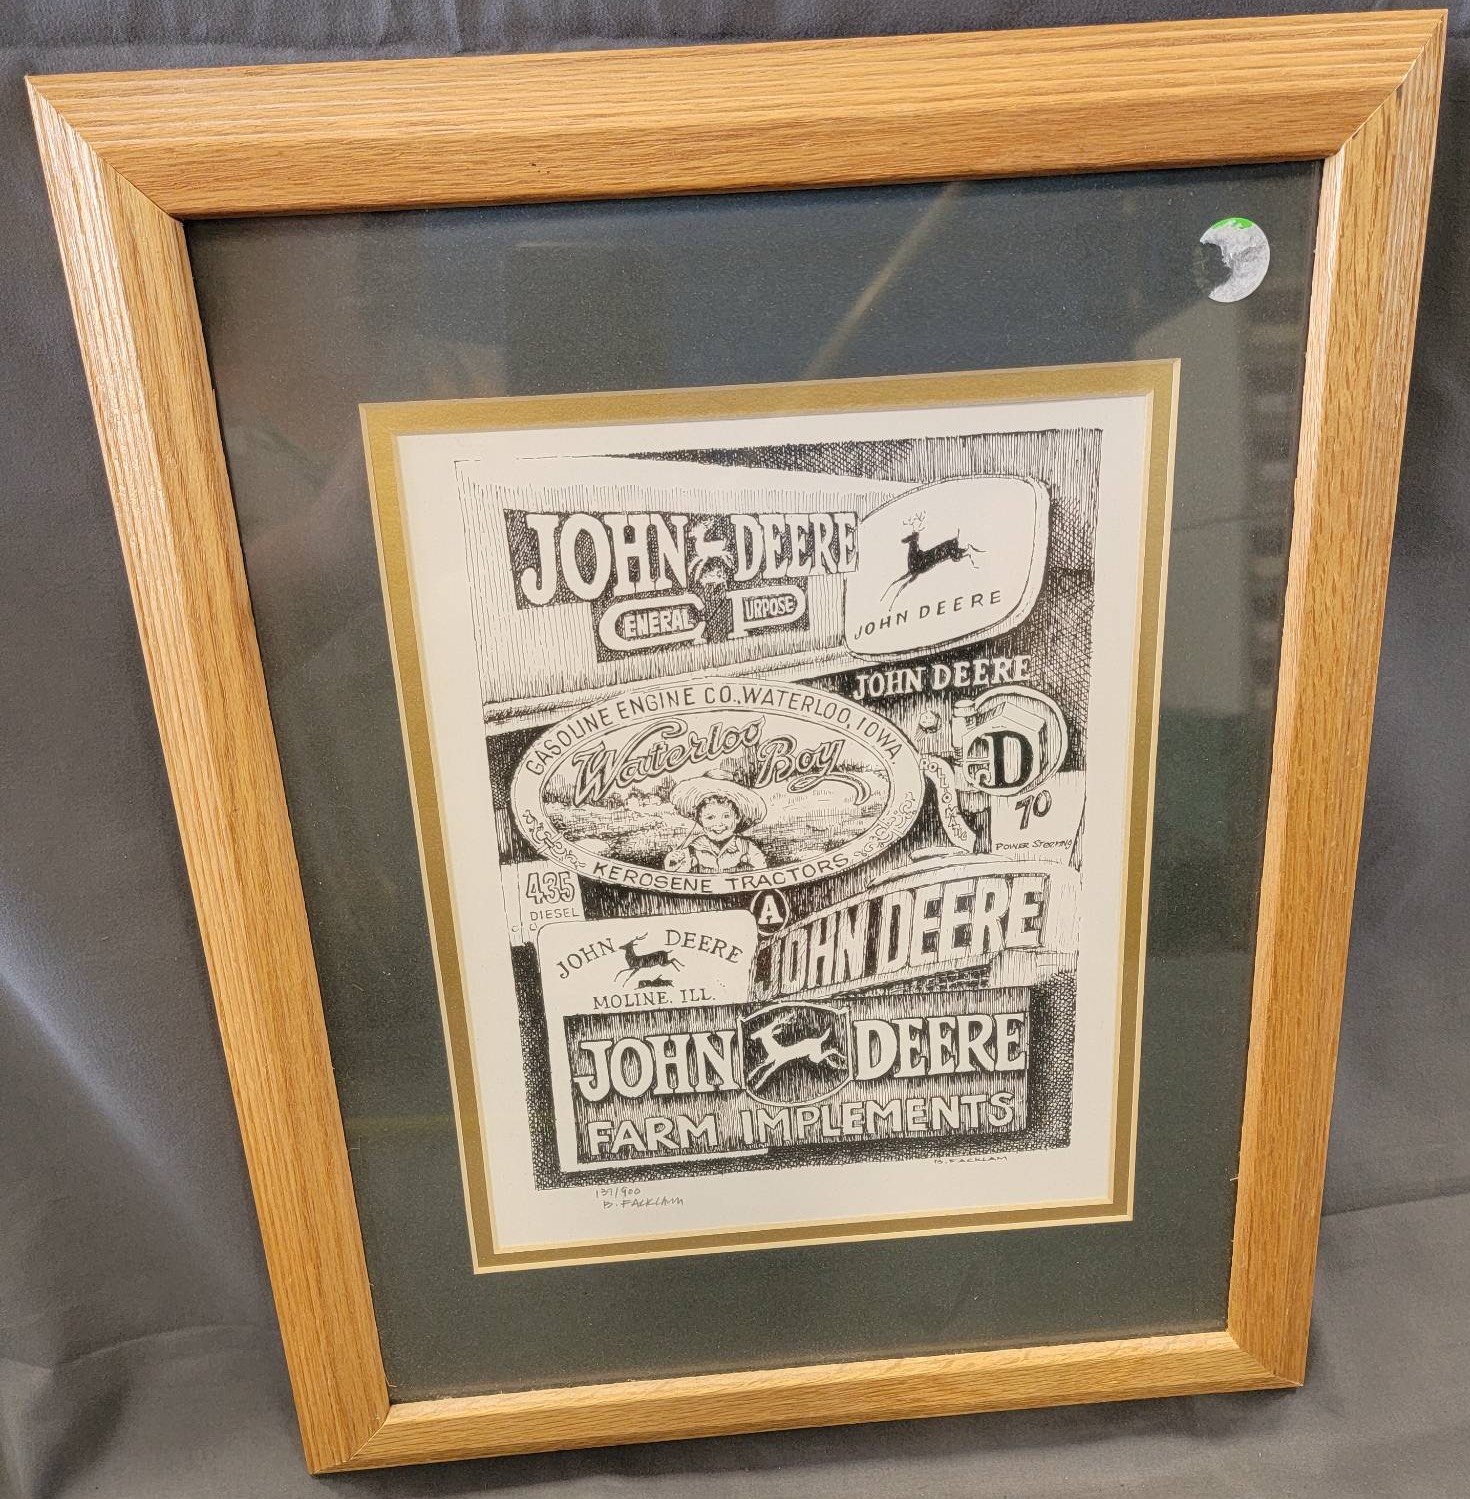 JOHN DEERE
GENERAL PURPOSE
JOHN DEERE
JOHN DEERE
GASOLINE ENGINE CO., WATERLOO, IOWA
Waterloo Boy
KEROSENE TRACTORS
D
70
POWER STEERING
435
DIESEL
A
JOHN DEERE
JOHN DEERE
MOLINE, ILL.
JOHN DEERE
FARM IMPLEMENTS
B. FACKLAM
137/900
B. FACKLAM